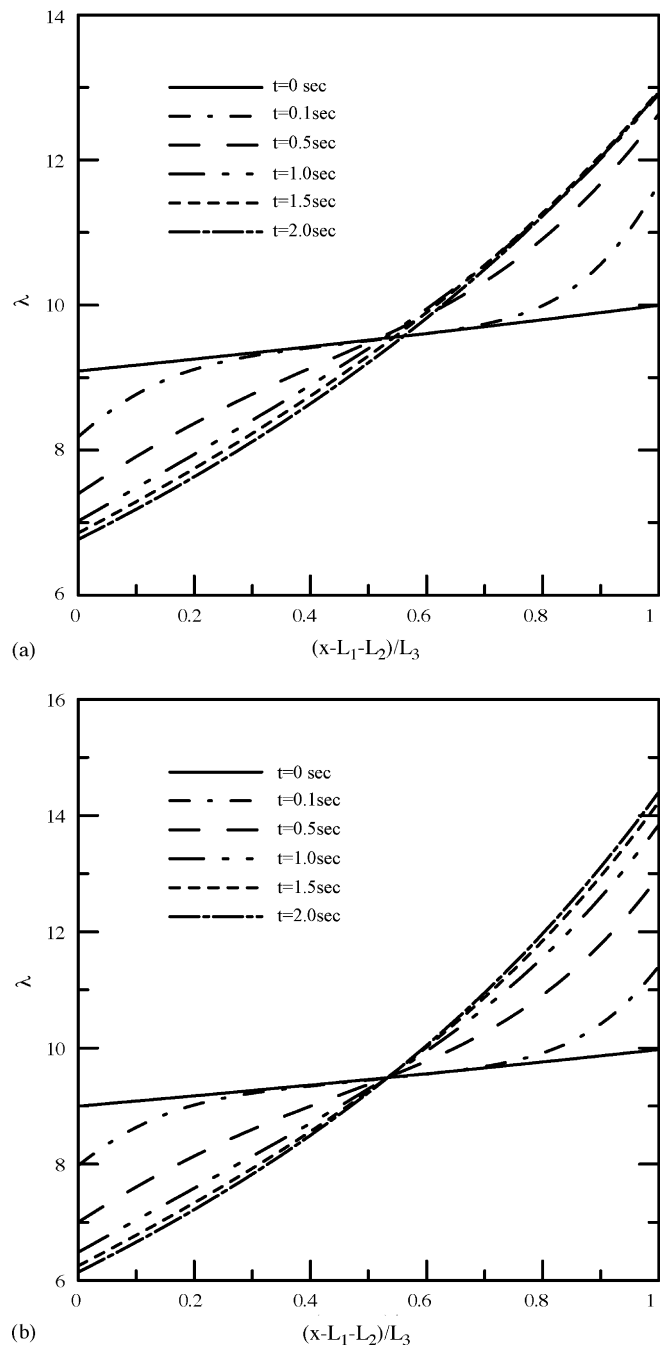 14
t=0 sec
t=0.1sec
t=0.5sec
t=1.0sec
t=1.5sec
t=2.0sec
12
λ
10
8
6
0 0.2 0.4 0.6 0.8 1
(a) (x-L₁-L₂)/L₃
16
t=0 sec
t=0.1sec
t=0.5sec
t=1.0sec
t=1.5sec
t=2.0sec
14
12
λ
10
8
6
0 0.2 0.4 0.6 0.8 1
(b) (x-L₁-L₂)/L₃